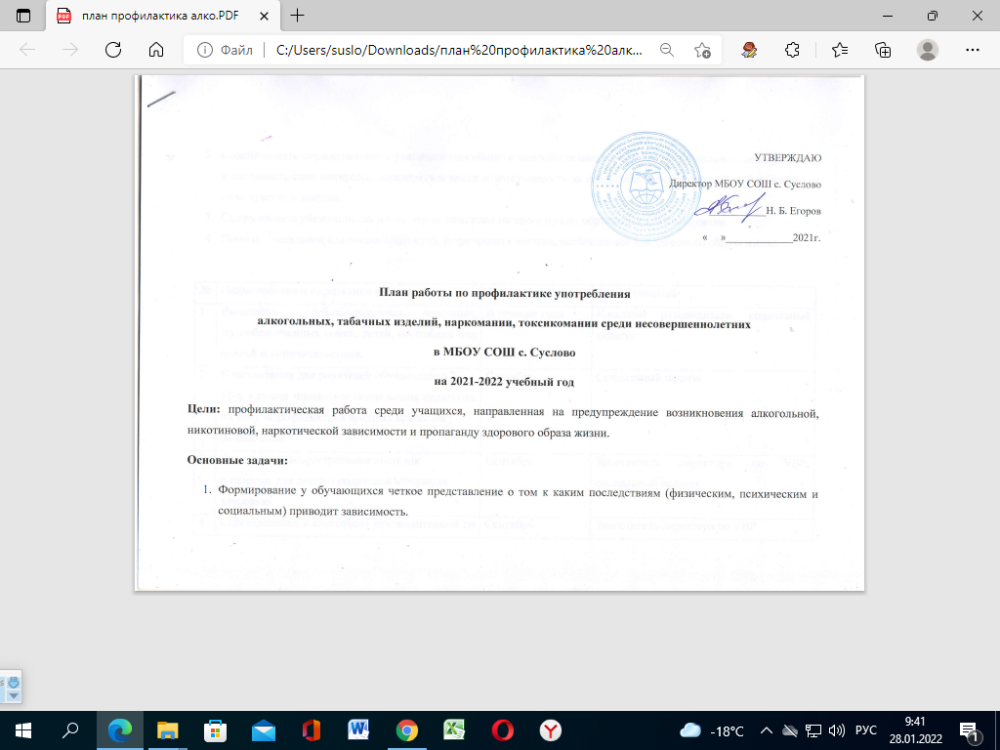 план профилактика алко.PDF
Файл
C:/Users/suslo/Downloads/план%20профилактика%20алк...
УТВЕРЖДАЮ
Директор МБОУ СОШ с. Суслово
Н. Б. Егоров
« »____________2021г.
План работы по профилактике употребления
алкогольных, табачных изделий, наркомании, токсикомании среди несовершеннолетних
в МБОУ СОШ с. Суслово
на 2021-2022 учебный год
Цели: профилактическая работа среди учащихся, направленная на предупреждение возникновения алкогольной,
никотиновой, наркотической зависимости и пропаганду здорового образа жизни.
Основные задачи:
1. Формирование у обучающихся четкое представление о том к каким последствиям (физическим, психическим и
социальным) приводит зависимость.
-18°C
РУС
9:41
28.01.2022
1